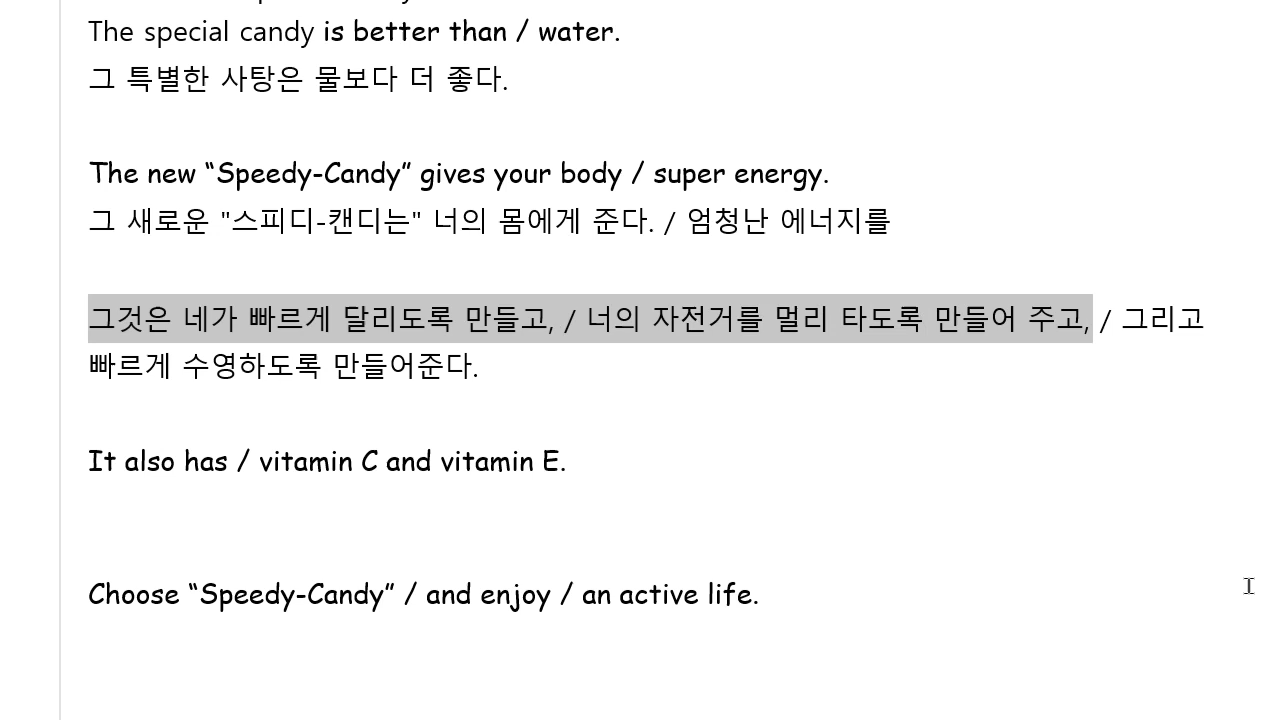 The special candy is better than / water.
그 특별한 사탕은 물보다 더 좋다.
The new “Speedy-Candy” gives your body / super energy.
그 새로운 "스피디-캔디는" 너의 몸에게 준다. / 엄청난 에너지를
그것은 네가 빠르게 달리도록 만들고, / 너의 자전거를 멀리 타도록 만들어 주고, / 그리고
빠르게 수영하도록 만들어준다.
It also has / vitamin C and vitamin E.
Choose “Speedy-Candy” / and enjoy / an active life.